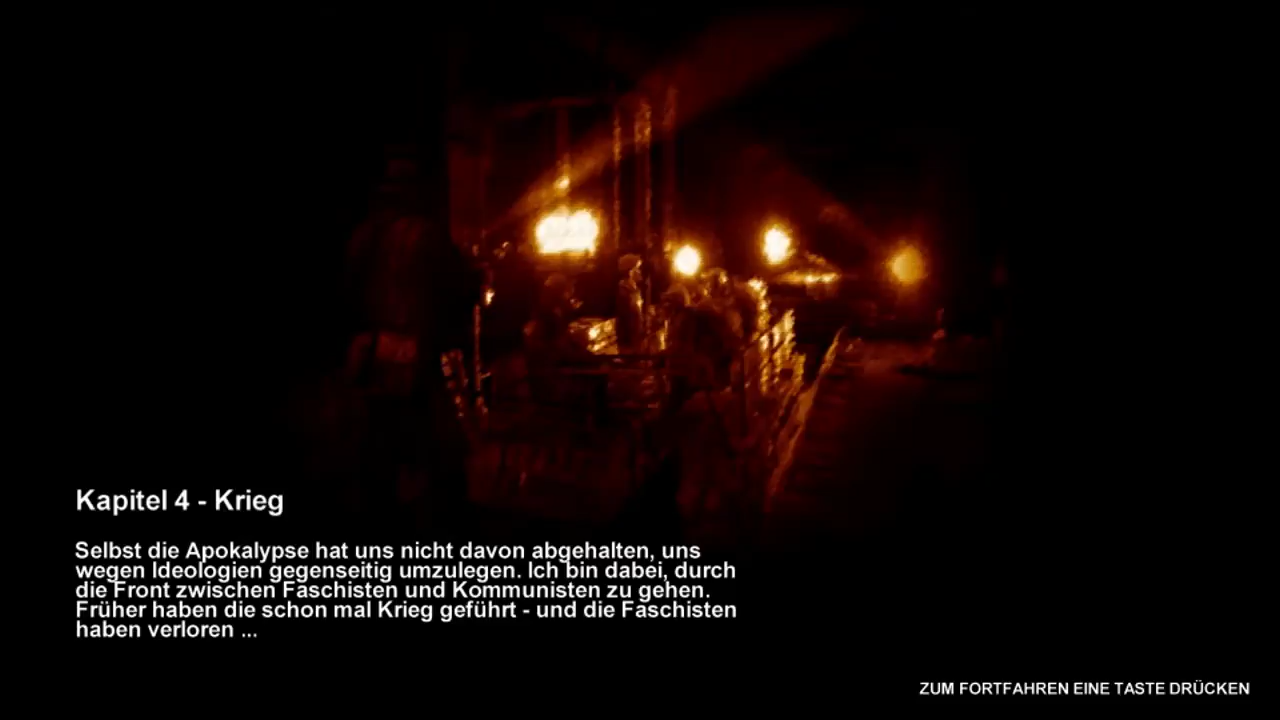 Kapitel 4 - Krieg
Selbst die Apokalypse hat uns nicht davon abgehalten, uns
wegen Ideologien gegenseitig umzulegen. Ich bin dabei, durch
die Front zwischen Faschisten und Kommunisten zu gehen.
Früher haben die schon mal Krieg geführt - und die Faschisten
haben verloren ...
ZUM FORTFAHREN EINE TASTE DRÜCKEN